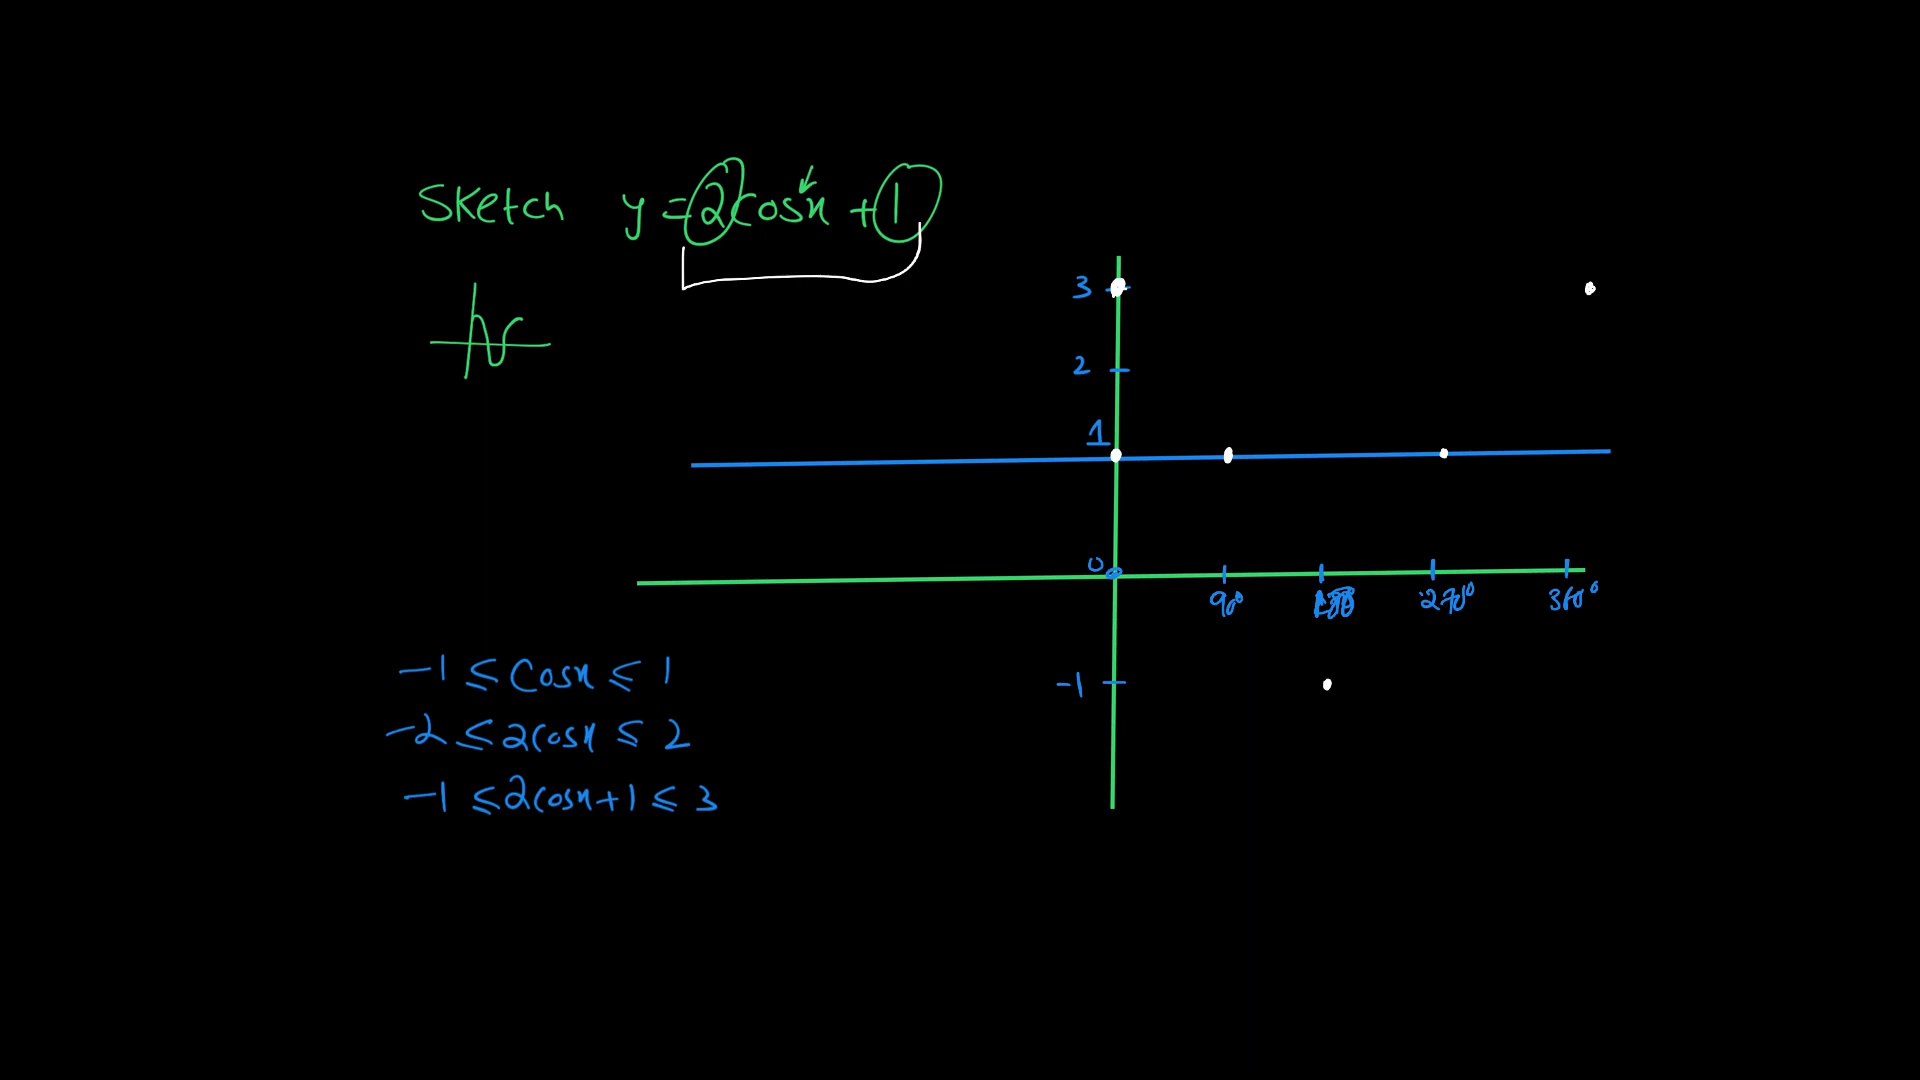 Sketch y = 2cosx + 1
3
2
1
0
90° 270° 360°
-1 ≤ Cosx ≤ 1
-1
-2 ≤ 2cosx ≤ 2
-1 ≤ 2cosx+1 ≤ 3